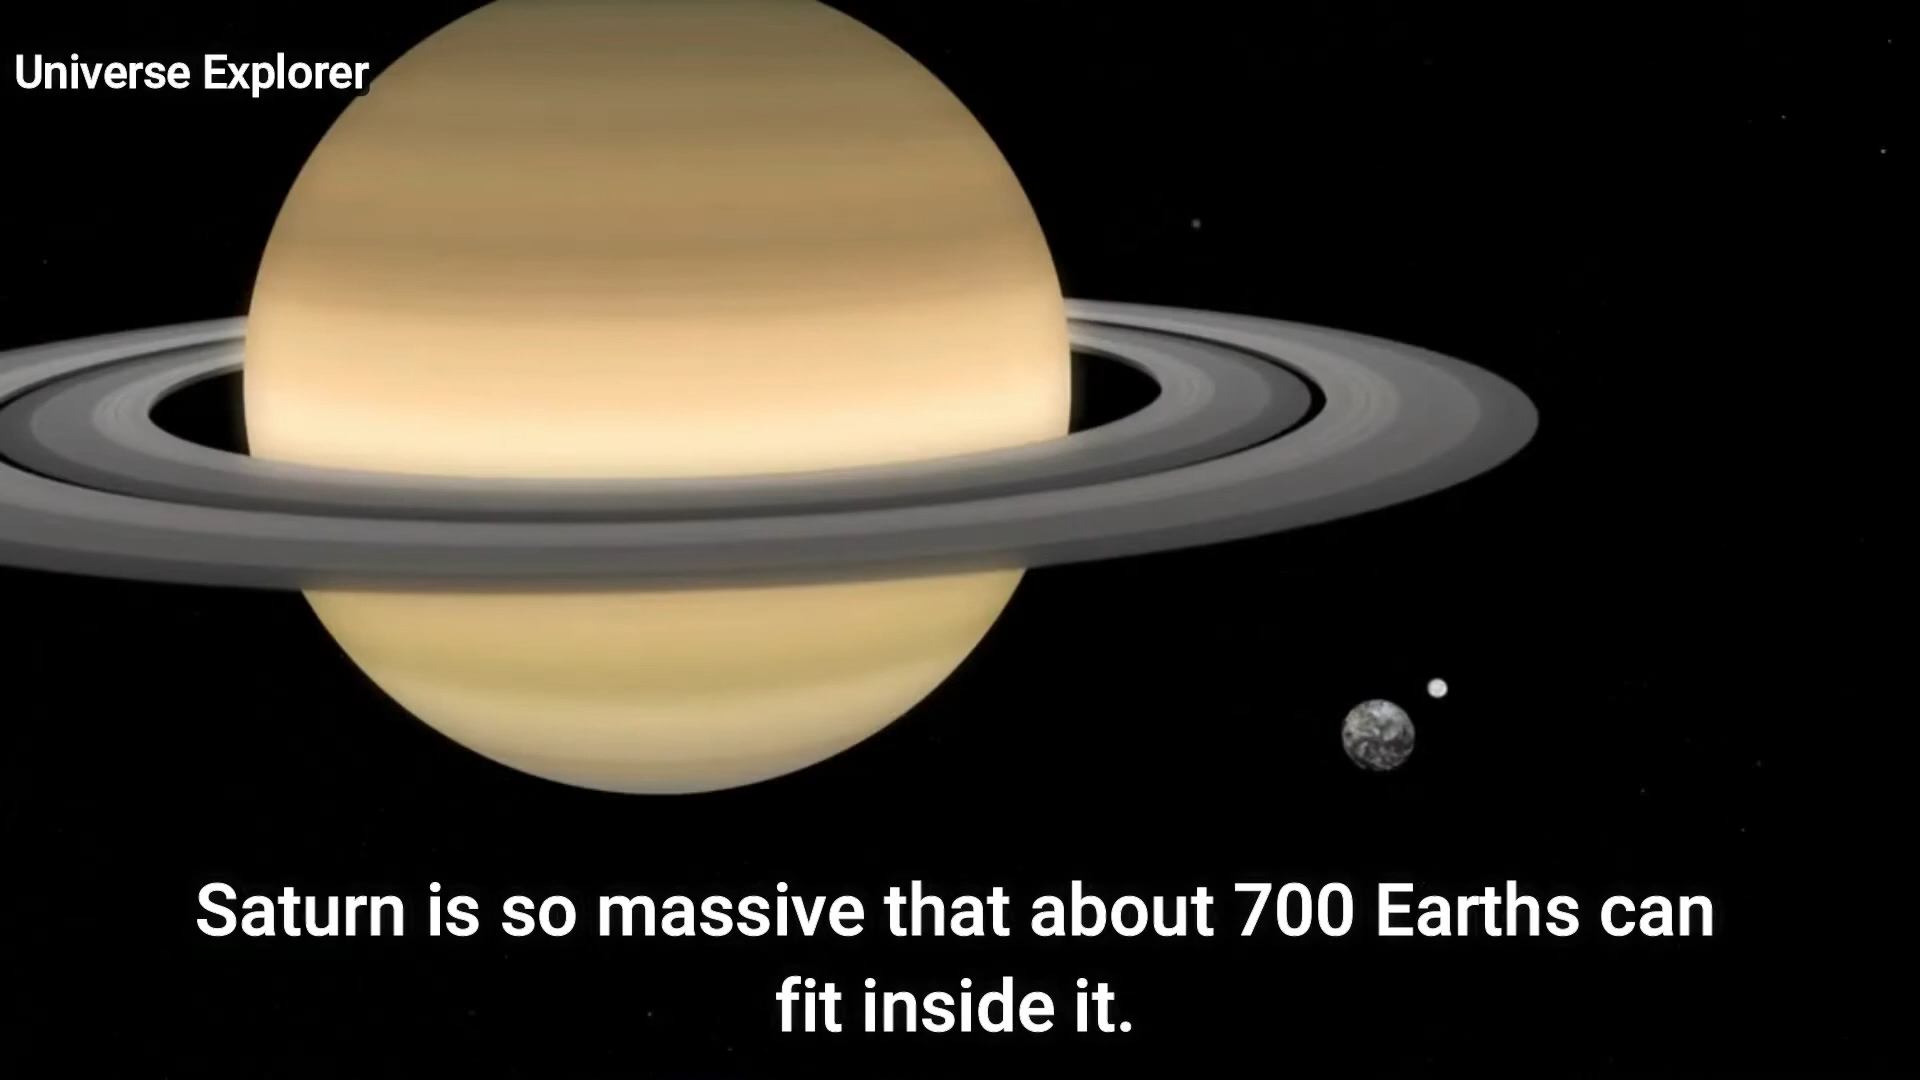 Universe Explorer
Saturn is so massive that about 700 Earths can
fit inside it.